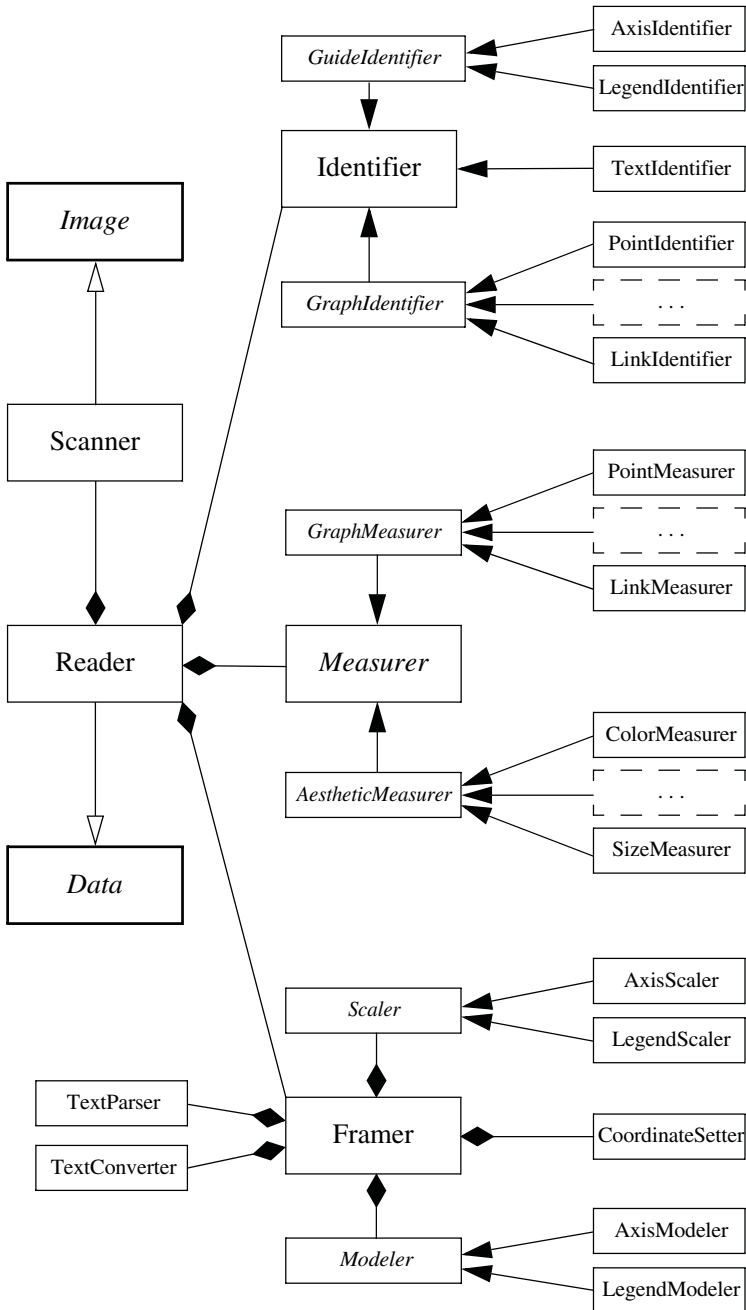 AxisIdentifier
GuideIdentifier
LegendIdentifier
Identifier
TextIdentifier
Image
PointIdentifier
GraphIdentifier
. . .
LinkIdentifier
Scanner
PointMeasurer
GraphMeasurer
. . .
LinkMeasurer
Reader
Measurer
ColorMeasurer
AestheticMeasurer
. . .
SizeMeasurer
Data
AxisScaler
Scaler
LegendScaler
TextParser
Framer
CoordinateSetter
TextConverter
AxisModeler
Modeler
LegendModeler